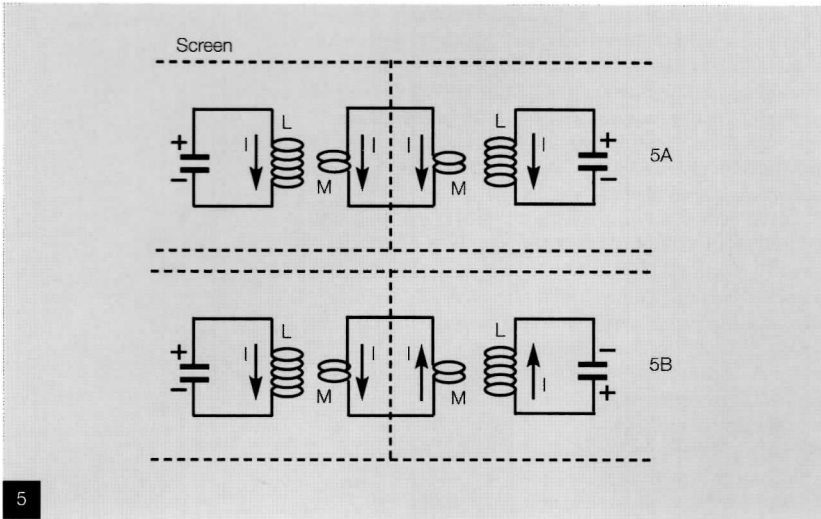 Screen
+ L L +
I I I I 5A
− M M −
+ L L −
I I I I 5B
− M M +
5